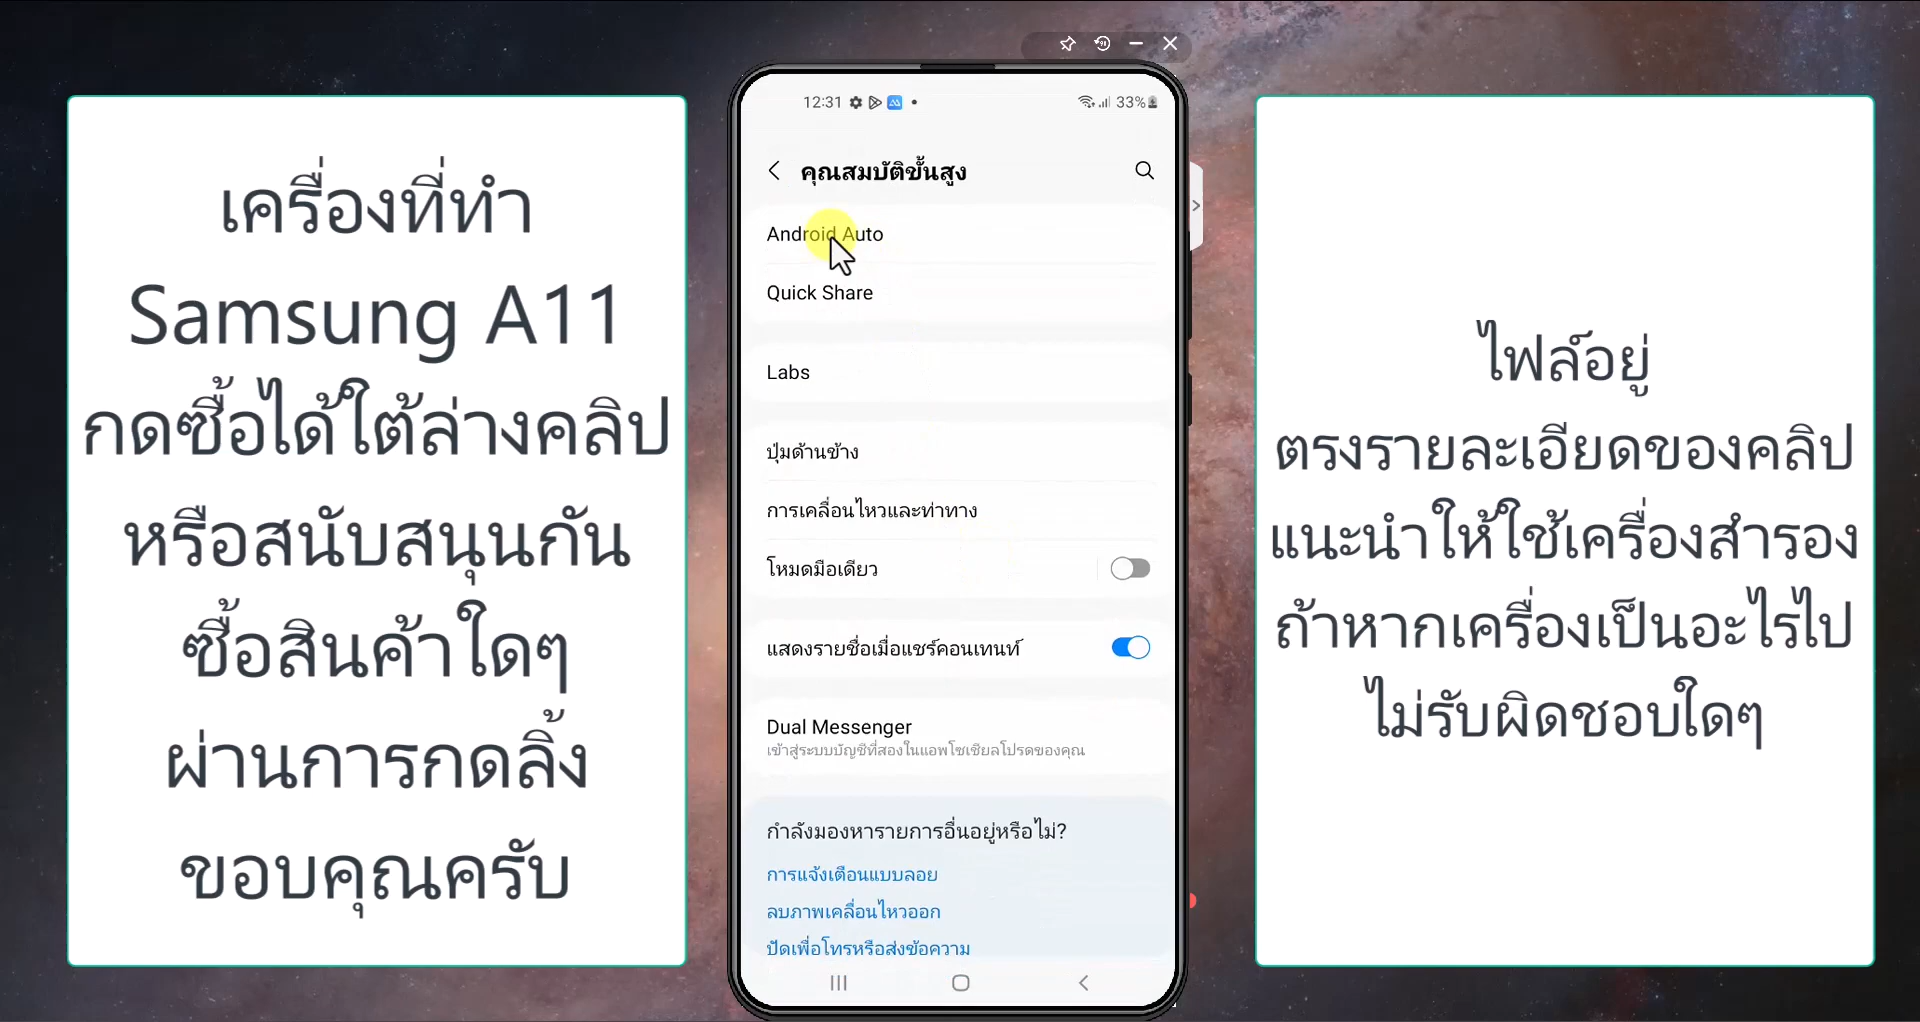 เครื่องที่ทำ
Samsung A11
กดซื้อได้ใต้ล่างคลิป
หรือสนับสนุนกัน
ซื้อสินค้าใดๆ
ผ่านการกดลิ้ง
ขอบคุณครับ
12:31
33%
คุณสมบัติขั้นสูง
Android Auto
Quick Share
Labs
ปุ่มด้านข้าง
การเคลื่อนไหวและท่าทาง
โหมดมือเดียว
แสดงรายชื่อเมื่อแชร์คอนเทนท์
Dual Messenger
เข้าสู่ระบบบัญชีที่สองในแอพโซเชียลโปรดของคุณ
กำลังมองหารายการอื่นอยู่หรือไม่?
การแจ้งเตือนแบบลอย
ลบภาพเคลื่อนไหวออก
ปัดเพื่อโทรหรือส่งข้อความ
ไฟล์อยู่
ตรงรายละเอียดของคลิป
แนะนำให้ใช้เครื่องสำรอง
ถ้าหากเครื่องเป็นอะไรไป
ไม่รับผิดชอบใดๆ